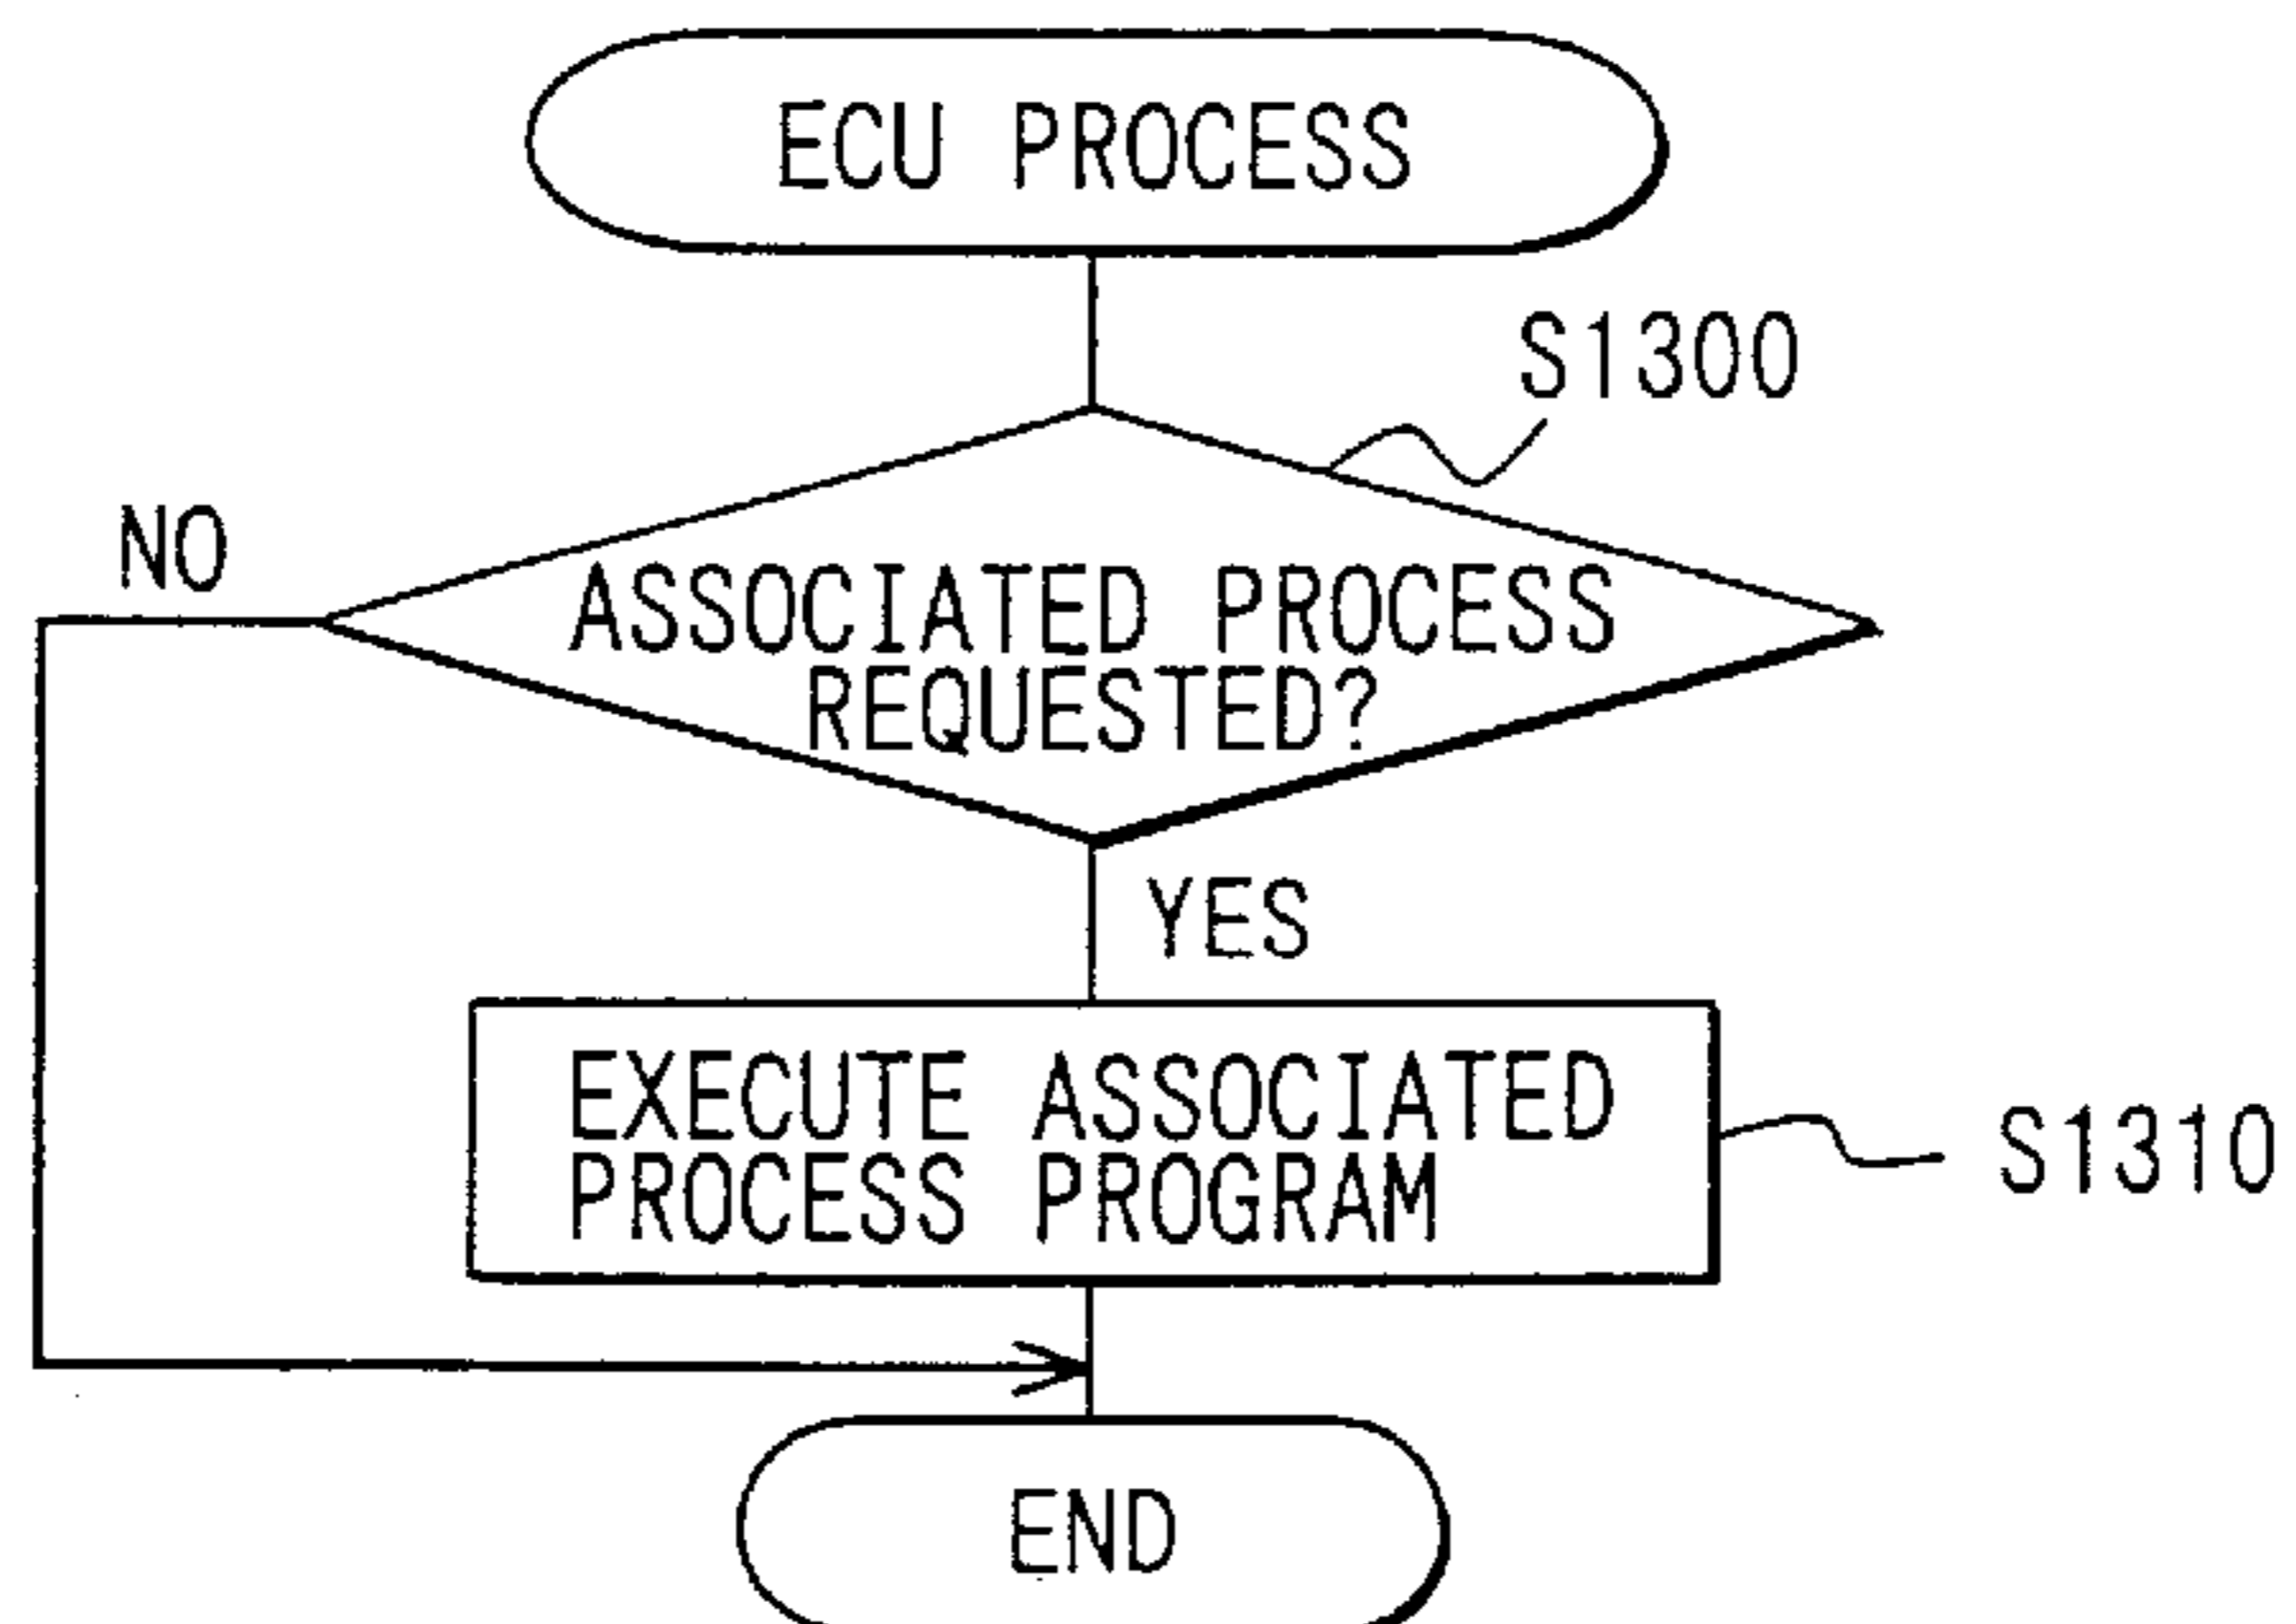 ECU PROCESS
S1300
NO
ASSOCIATED PROCESS
REQUESTED?
YES
EXECUTE ASSOCIATED
PROCESS PROGRAM
S1310
END